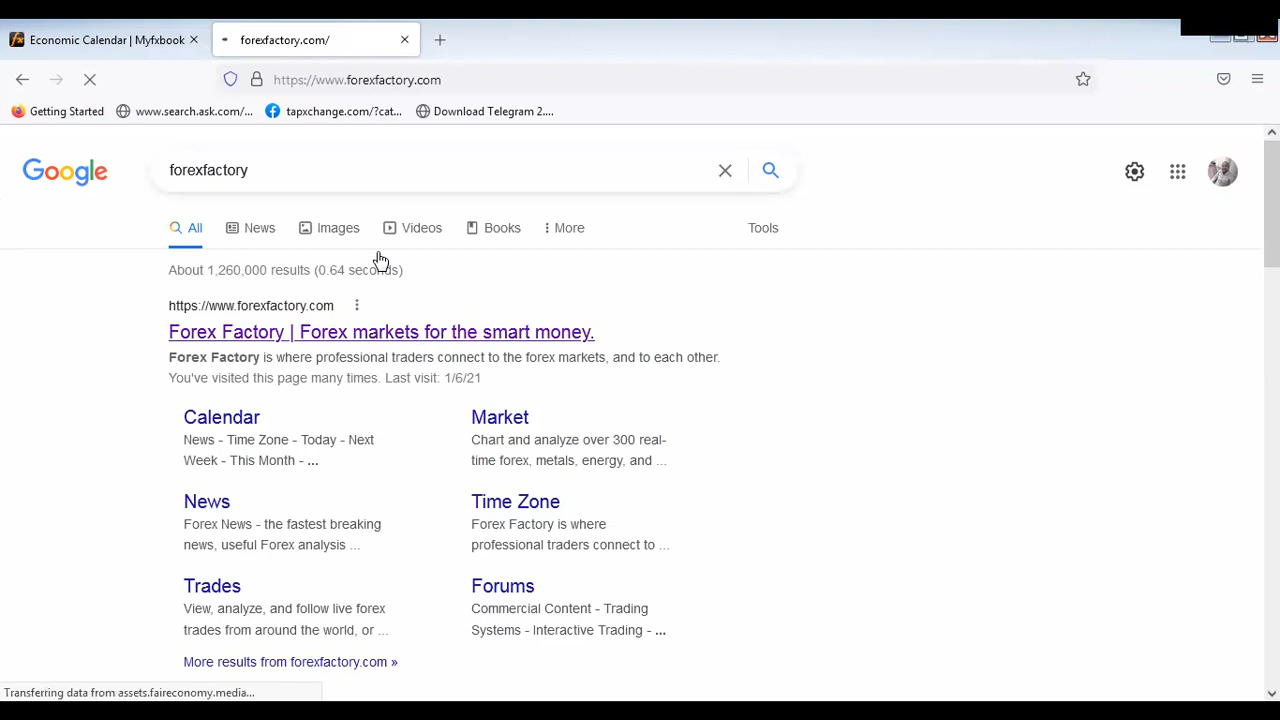 Economic Calendar | Myfxbook
forexfactory.com/
https://www.forexfactory.com
Getting Started
www.search.ask.com/...
tapxchange.com/?cat...
Download Telegram 2....
Google
forexfactory
All
News
Images
Videos
Books
More
Tools
About 1,260,000 results (0.64 seconds)
https://www.forexfactory.com
Forex Factory | Forex markets for the smart money.
Forex Factory is where professional traders connect to the forex markets, and to each other.
You've visited this page many times. Last visit: 1/6/21
Calendar
News - Time Zone - Today - Next
Week - This Month - ...
Market
Chart and analyze over 300 real-
time forex, metals, energy, and ...
News
Forex News - the fastest breaking
news, useful Forex analysis ...
Time Zone
Forex Factory is where
professional traders connect to ...
Trades
View, analyze, and follow live forex
trades from around the world, or ...
Forums
Commercial Content - Trading
Systems - Interactive Trading - ...
More results from forexfactory.com »
Transferring data from assets.faireconomy.media...